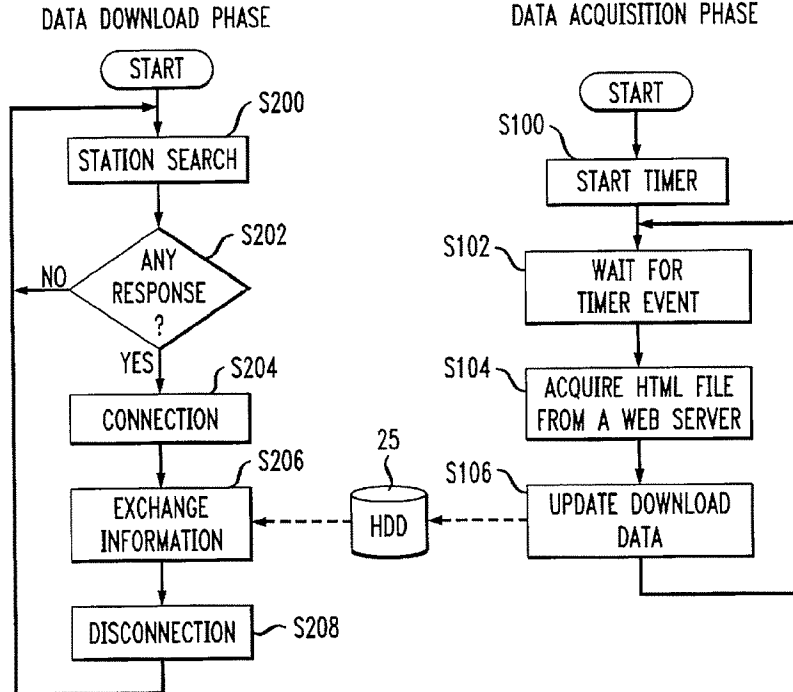 DATA DOWNLOAD PHASE
START
S200
STATION SEARCH
S202
ANY
RESPONSE
?
NO
YES
S204
CONNECTION
S206
EXCHANGE
INFORMATION
DISCONNECTION
S208
25
HDD
DATA ACQUISITION PHASE
START
S100
START TIMER
S102
WAIT FOR
TIMER EVENT
S104
ACQUIRE HTML FILE
FROM A WEB SERVER
S106
UPDATE DOWNLOAD
DATA